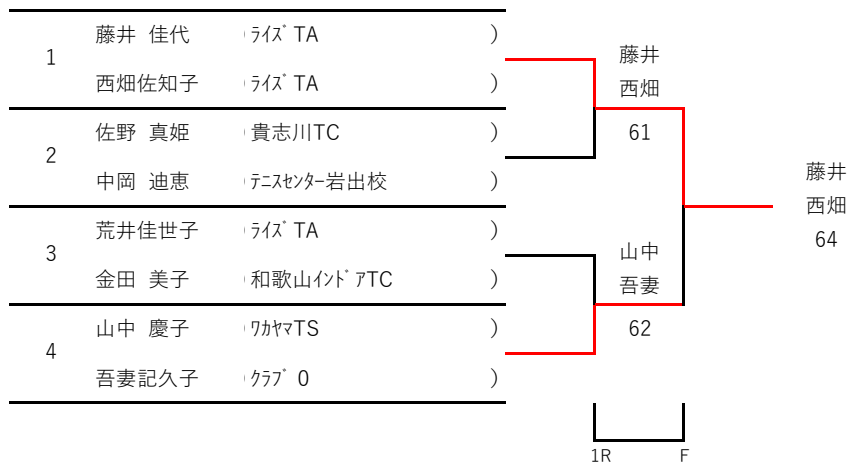 1
藤井 佳代 ) ﾗｲｽﾞTA )
西畑佐知子 ) ﾗｲｽﾞTA )
2
佐野 真姫 ) 貴志川TC )
中岡 迪恵 ) ﾃﾆｽｾﾝﾀｰ岩出校 )
3
荒井佳世子 ) ﾗｲｽﾞTA )
金田 美子 ) 和歌山ｲﾝﾄﾞｱTC )
4
山中 慶子 ) ﾜｶﾔﾏTS )
吾妻記久子 ) ｸﾗﾌﾞ 0 )
藤井
西畑
61
山中
吾妻
62
藤井
西畑
64
1R F